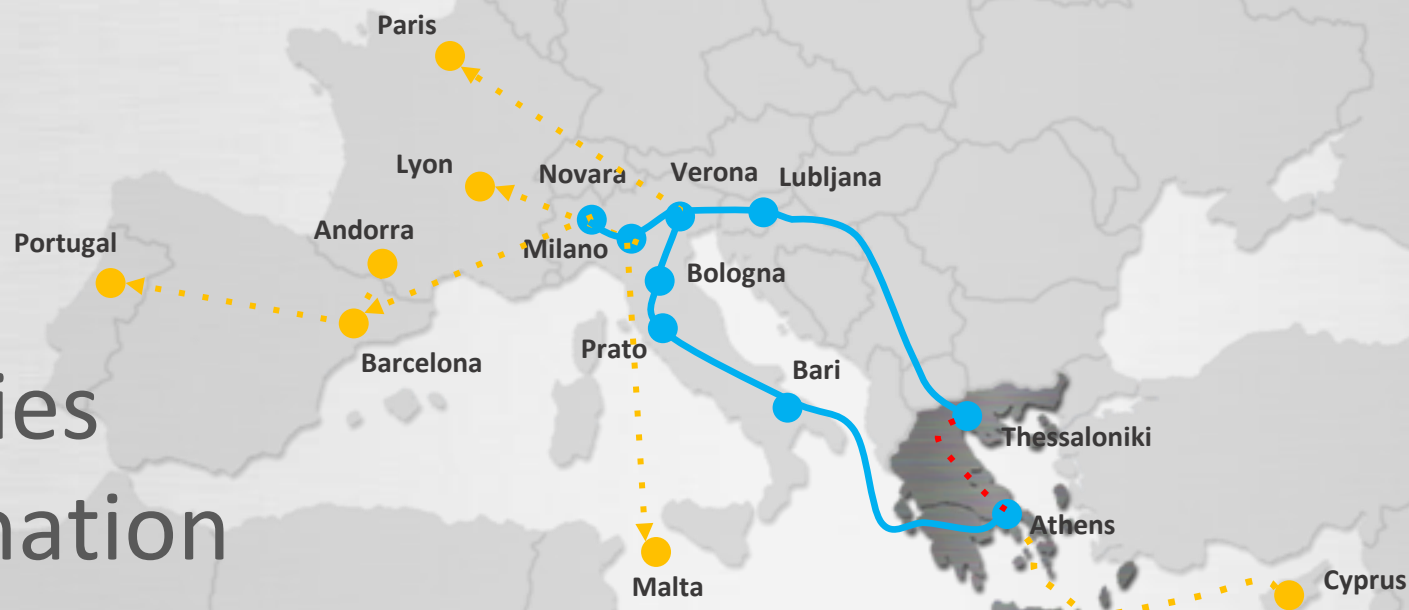 Paris
Lyon
Novara
Verona
Lubljana
Andorra
Portugal
Milano
Bologna
Barcelona
Prato
Bari
ies
Thessaloniki
nation
Athens
Malta
Cyprus